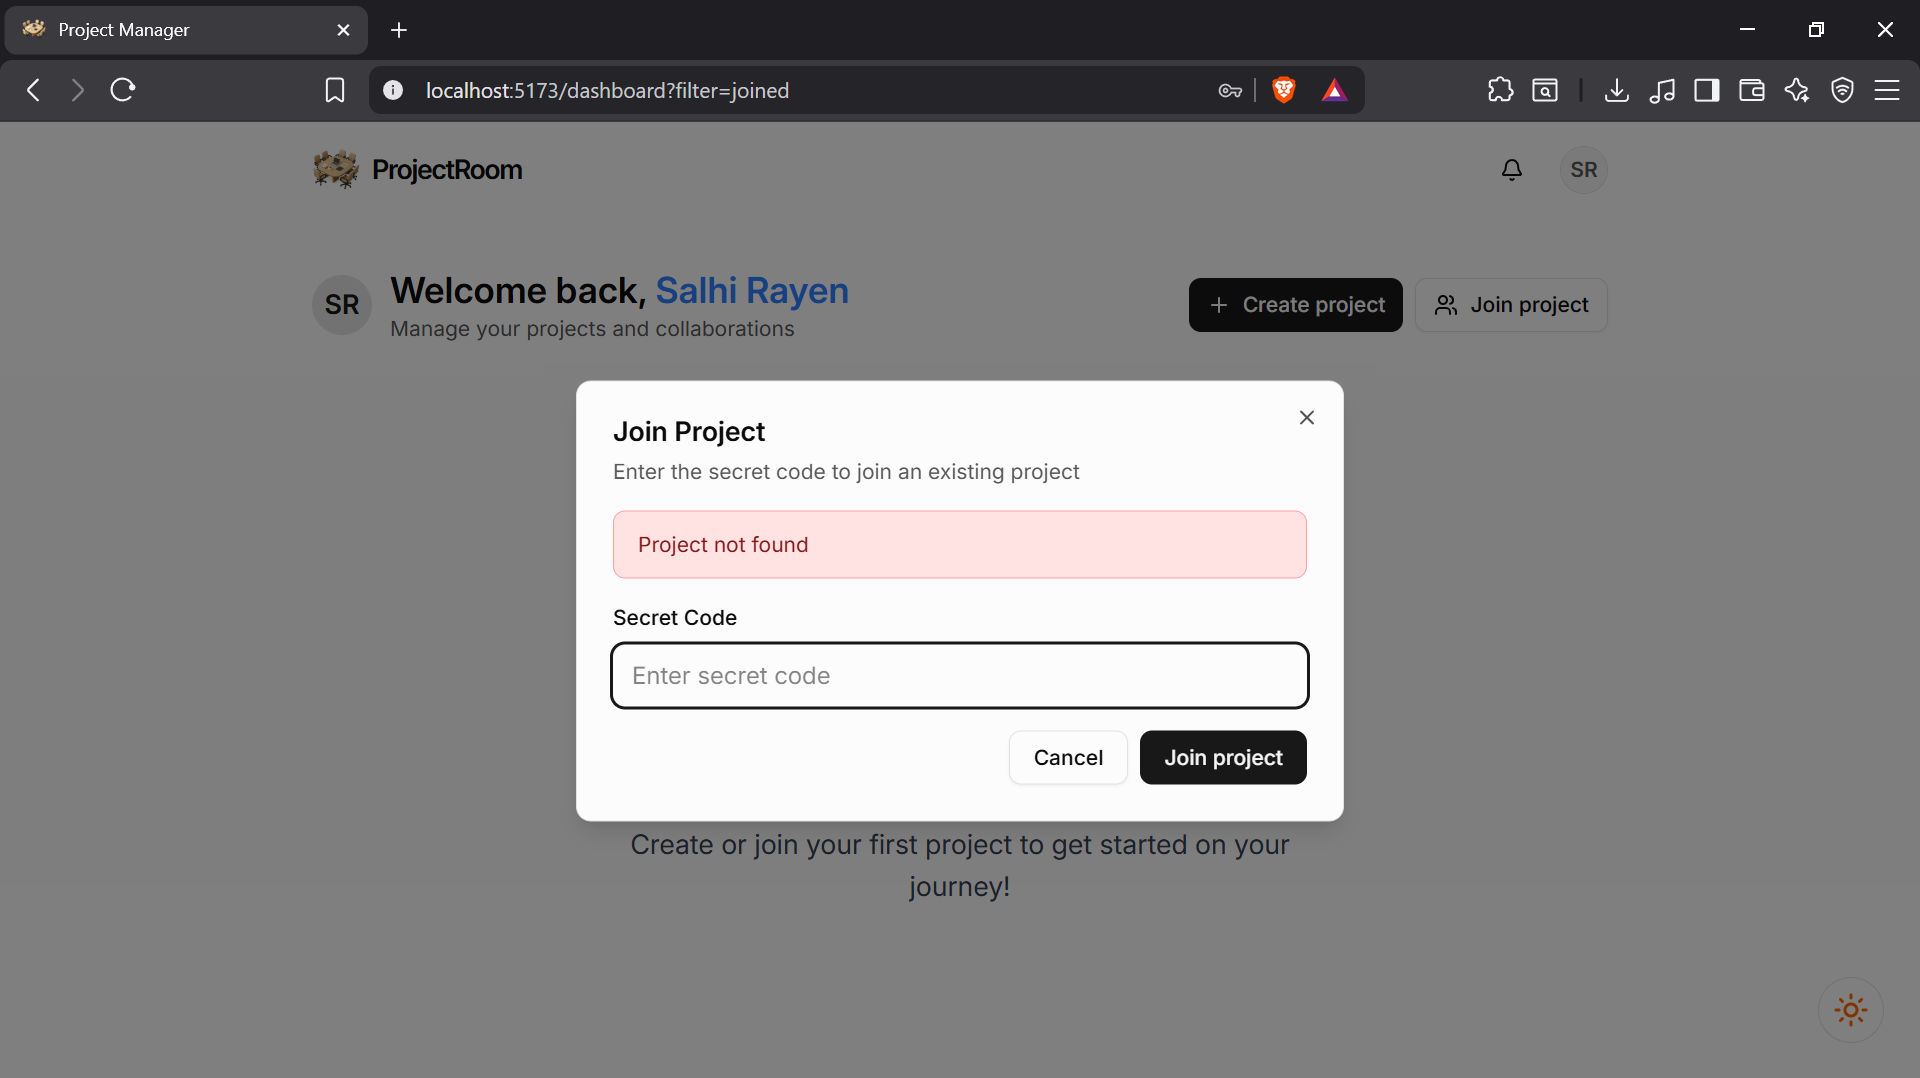 Project Manager
localhost:5173/dashboard?filter=joined
ProjectRoom
SR
SR
Welcome back, Salhi Rayen
Manage your projects and collaborations
Create project
Join project
Join Project
Enter the secret code to join an existing project
Project not found
Secret Code
Enter secret code
Cancel
Join project
Create or join your first project to get started on your
journey!